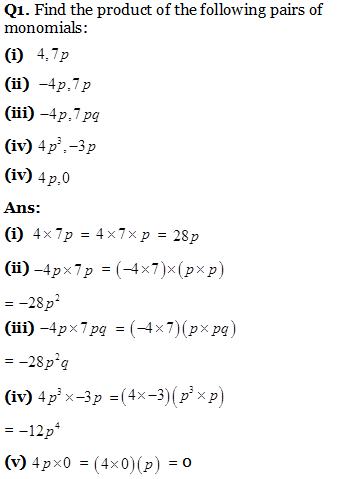 Q1. Find the product of the following pairs of
monomials:
(i) 4,7p
(ii) −4p,7p
(iii) −4p,7pq
(iv) 4p³,−3p
(iv) 4p,0
Ans:
(i) 4×7p = 4×7×p = 28p
(ii) −4p×7p = (−4×7)×(p×p)
= −28p²
(iii) −4p×7pq = (−4×7)(p×pq)
= −28p²q
(iv) 4p³×−3p =(4×−3)(p³×p)
= −12p⁴
(v) 4p×0 = (4×0)(p) = 0